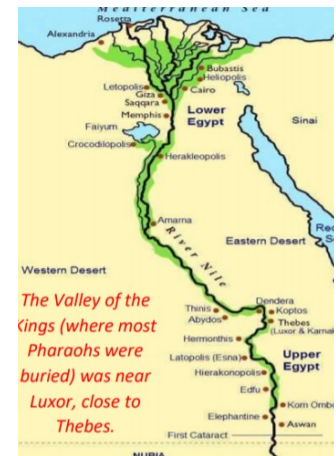 Mediterranean Sea
Rosetta
Alexandria
Bubastis
Heliopolis
Letopolis
Giza
Cairo
Saqqara
Lower
Egypt
Memphis
Sinai
Faiyum
Crocodilopolis
Herakleopolis
Amarna
River Nile
Eastern Desert
Western Desert
Red
The Valley of the
Kings (where most
Pharaohs were
buried) was near
Luxor, close to
Thebes.
Dendera
Thinis
Koptos
Abydos
Thebes
(Luxor & Karnak
Hermonthis
Latopolis (Esna)
Upper
Egypt
Hierakonopolis
Edfu
Kom Ombo
Elephantine
Aswan
First Cataract
NUBIA